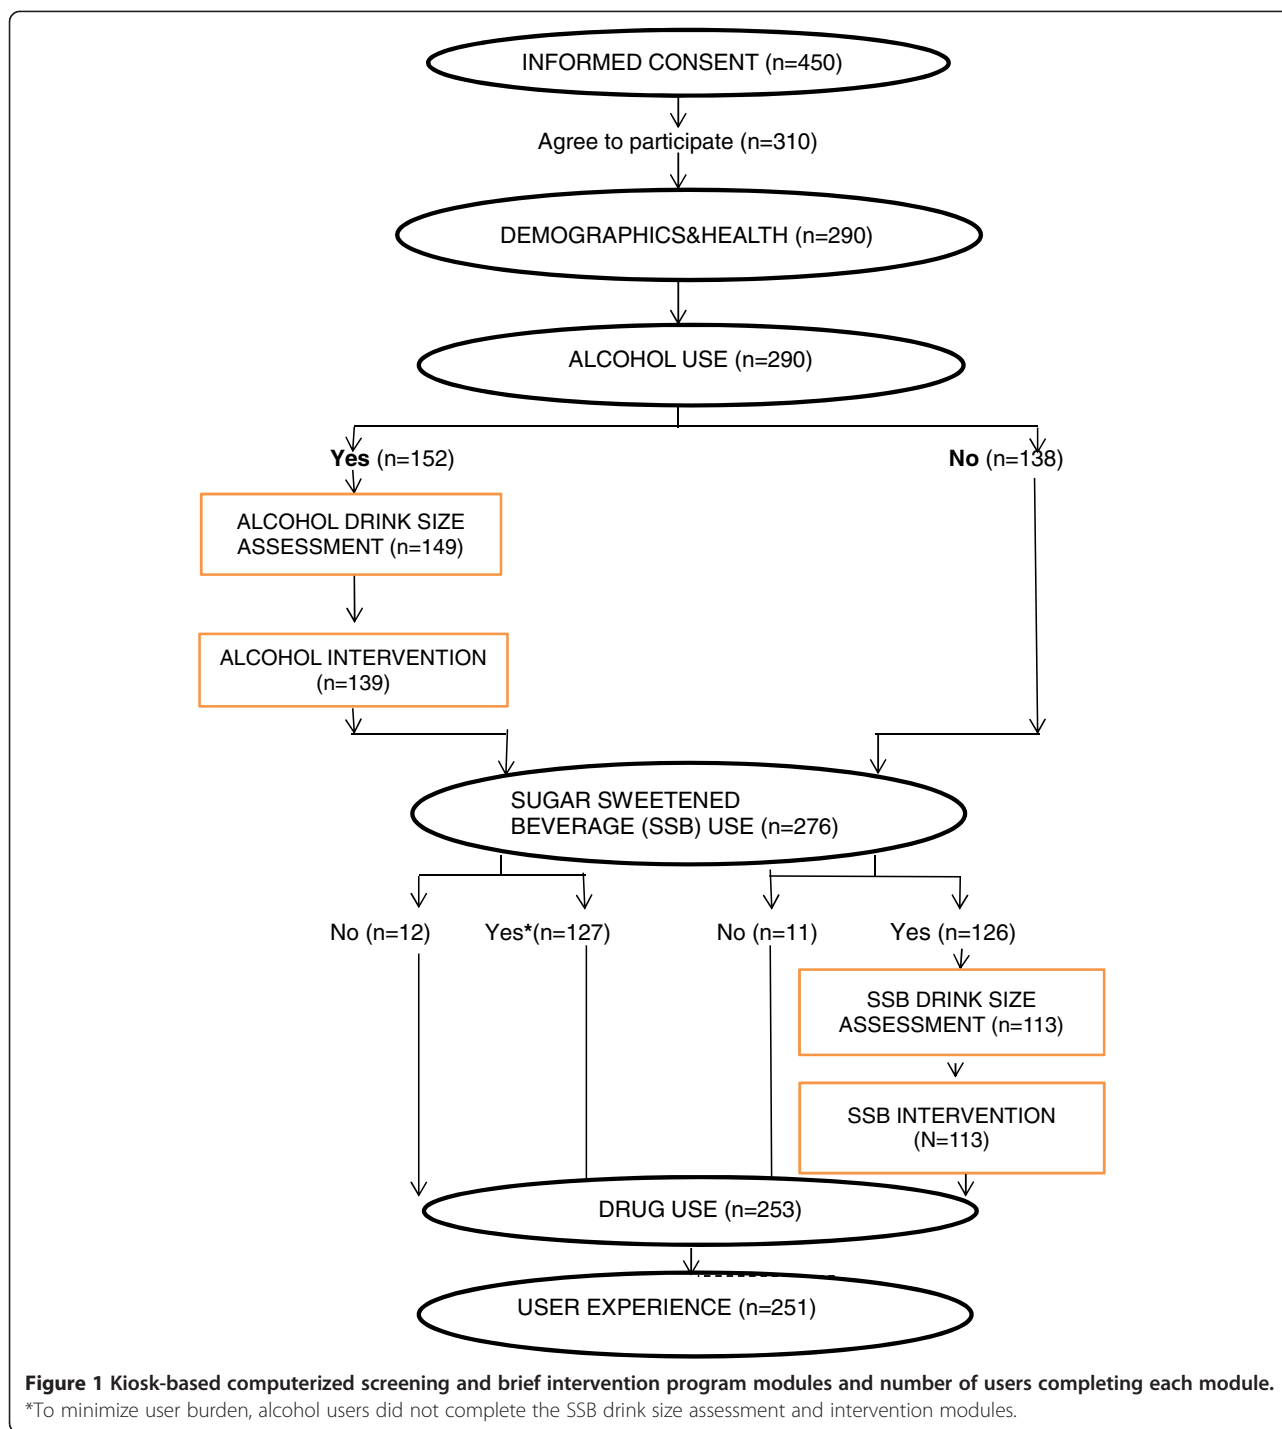 INFORMED CONSENT (n=450)
Agree to participate (n=310)
DEMOGRAPHICS&HEALTH (n=290)
ALCOHOL USE (n=290)
Yes (n=152)
No (n=138)
ALCOHOL DRINK SIZE
ASSESSMENT (n=149)
ALCOHOL INTERVENTION
(n=139)
SUGAR SWEETENED
BEVERAGE (SSB) USE (n=276)
No (n=12)
Yes*(n=127)
No (n=11)
Yes (n=126)
SSB DRINK SIZE
ASSESSMENT (n=113)
SSB INTERVENTION
(N=113)
DRUG USE (n=253)
USER EXPERIENCE (n=251)
Figure 1 Kiosk-based computerized screening and brief intervention program modules and number of users completing each module.
*To minimize user burden, alcohol users did not complete the SSB drink size assessment and intervention modules.